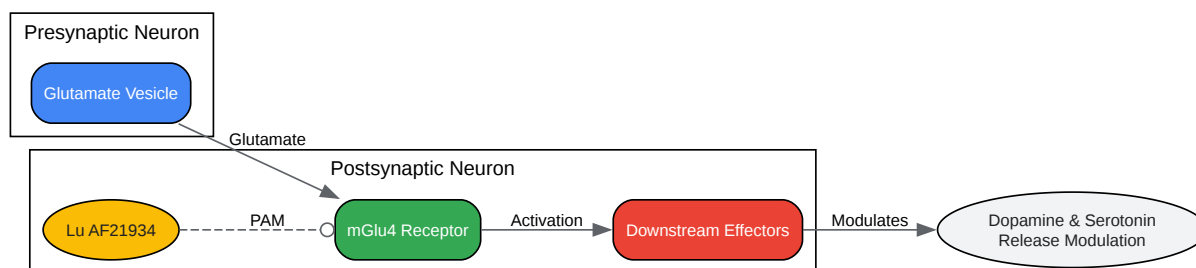 Presynaptic Neuron
Glutamate Vesicle
Glutamate
Postsynaptic Neuron
Lu AF21934
PAM
mGlu4 Receptor
Activation
Downstream Effectors
Modulates
Dopamine & Serotonin
Release Modulation